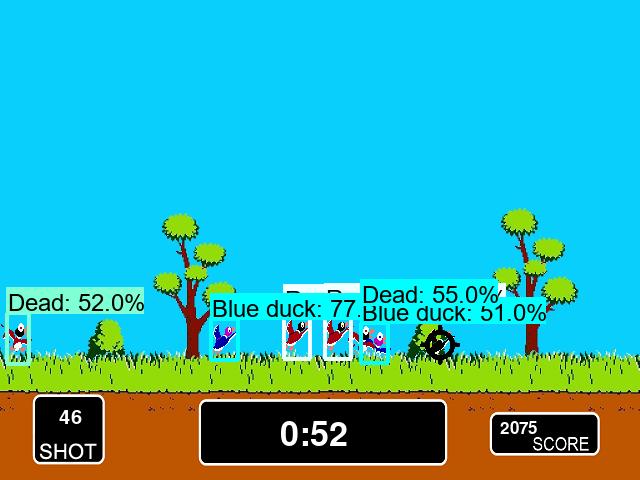 Dead: 52.0%
Blue duck: 77.
Dead: 55.0%
Blue duck: 51.0%
46
SHOT
0:52
2075
SCORE